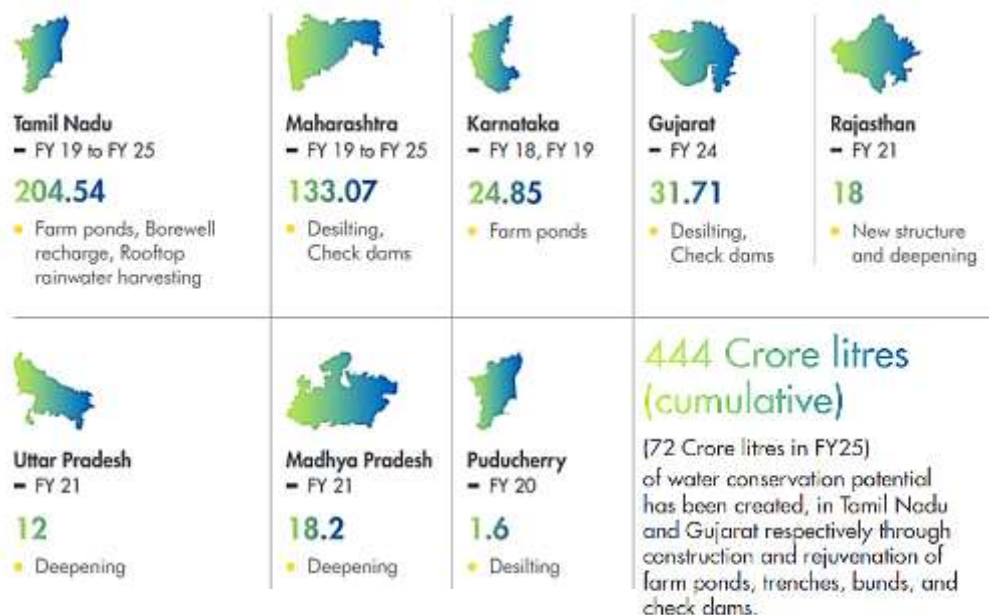 Tamil Nadu
– FY 19 to FY 25
204.54
• Farm ponds, Borewell
recharge, Rooftop
rainwater harvesting
Maharashtra
– FY 19 to FY 25
133.07
• Desilting,
Check dams
Karnataka
– FY 18, FY 19
24.85
• Farm ponds
Gujarat
– FY 24
31.71
• Desilting,
Check dams
Rajasthan
– FY 21
18
• New structure
and deepening
Uttar Pradesh
– FY 21
12
• Deepening
Madhya Pradesh
– FY 21
18.2
• Deepening
Puducherry
– FY 20
1.6
• Desilting
444 Crore litres
(cumulative)
(72 Crore litres in FY25)
of water conservation potential
has been created, in Tamil Nadu
and Gujarat respectively through
construction and rejuvenation of
farm ponds, trenches, bunds, and
check dams.